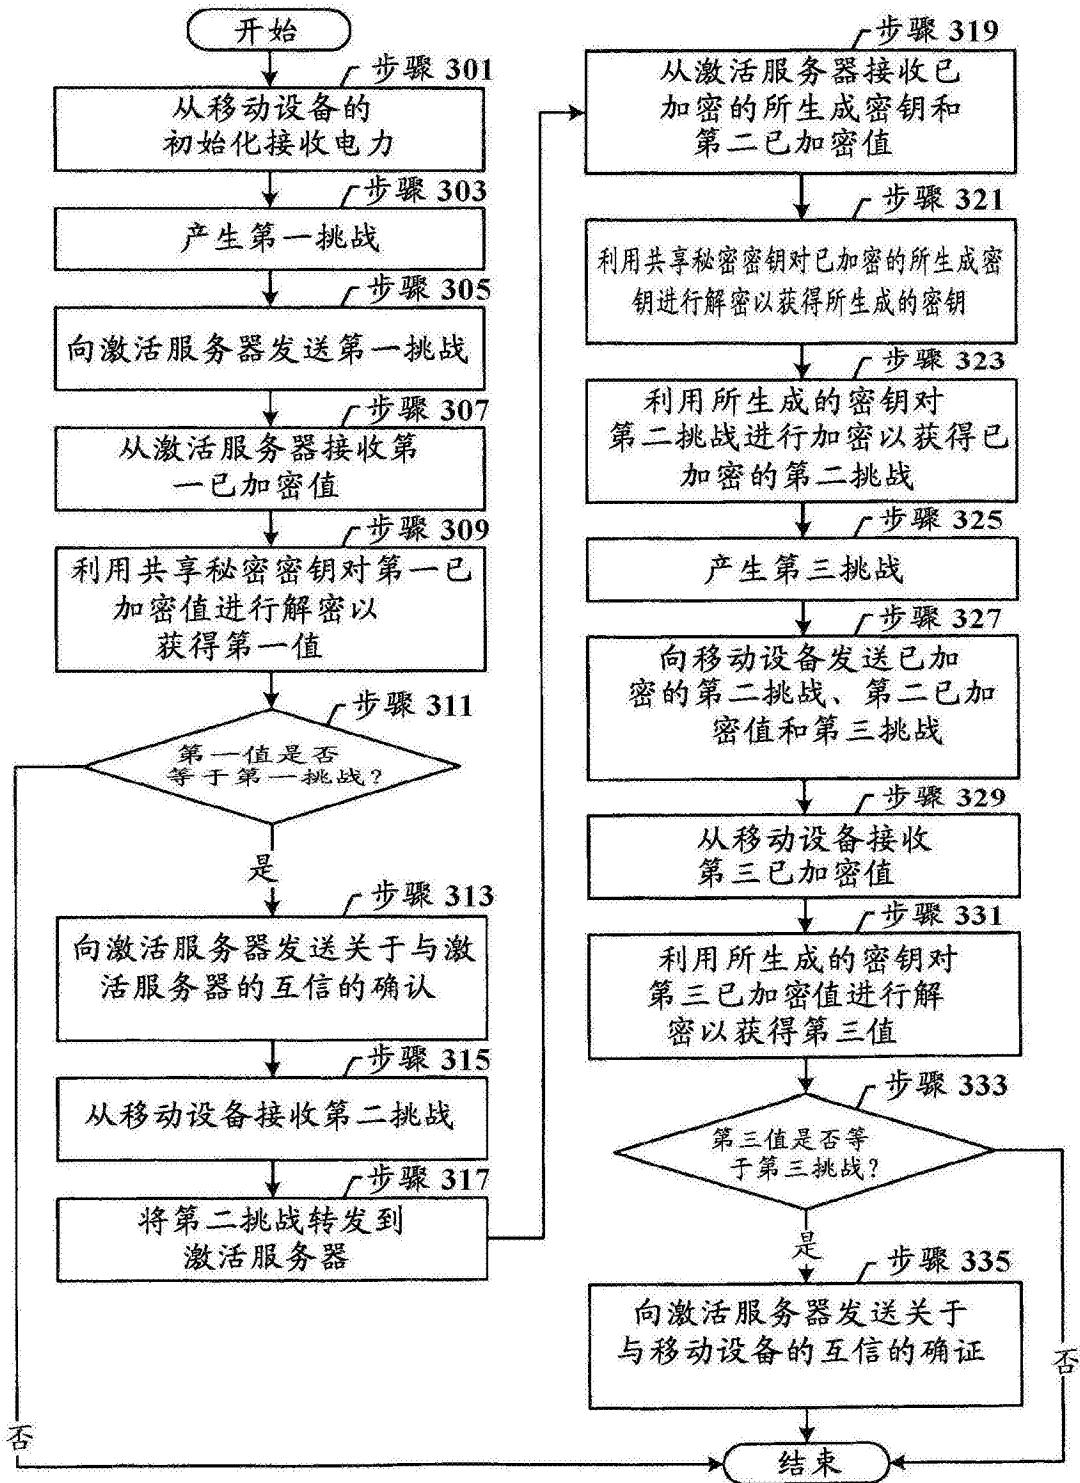 开始
步骤 301
从移动设备的
初始化接收电力
步骤 303
产生第一挑战
步骤 305
向激活服务器发送第一挑战
步骤 307
从激活服务器接收第
一已加密值
步骤 309
利用共享秘密密钥对第一已
加密值进行解密以
获得第一值
步骤 311
第一值是否
等于第一挑战?
是
步骤 313
向激活服务器发送关于与激
活服务器的互信的确认
步骤 315
从移动设备接收第二挑战
步骤 317
将第二挑战转发到
激活服务器
否
步骤 319
从激活服务器接收已
加密的所生成密钥和
第二已加密值
步骤 321
利用共享秘密密钥对已加密的所生成密
钥进行解密以获得所生成的密钥
步骤 323
利用所生成的密钥对
第二挑战进行加密以获得已
加密的第二挑战
步骤 325
产生第三挑战
步骤 327
向移动设备发送已加
密的第二挑战、第二已加
密值和第三挑战
步骤 329
从移动设备接收
第三已加密值
步骤 331
利用所生成的密钥对
第三已加密值进行解
密以获得第三值
步骤 333
第三值是否等
于第三挑战?
是
步骤 335
向激活服务器发送关于
与移动设备的互信的确证
否
结束